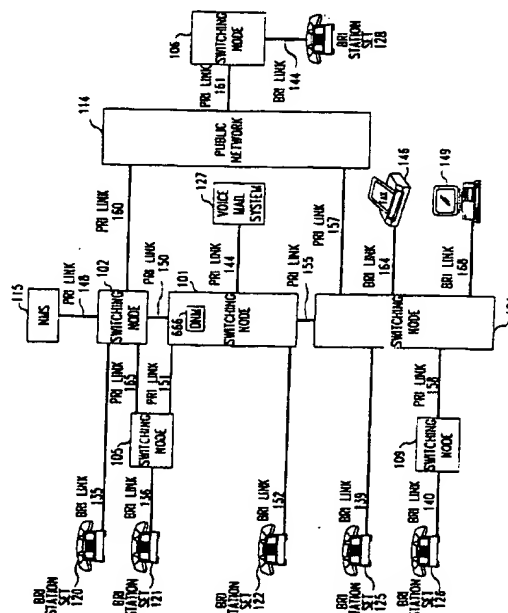 106
SWITCHING
NODE
PRI LINK
161
BRI LINK
144
BRI
STATION
SET
128
114
PUBLIC
NETWORK
PRI LINK
160
127
VOICE
MAIL
SYSTEM
PRI LINK
157
146
FAX
149
115
NMS
PRI LINK
148
102
SWITCHING
NODE
PRI LINK
150
101
666
DNM
SWITCHING
NODE
PRI LINK
144
PRI LINK
155
SWITCHING
NODE
BRI LINK
164
BRI LINK
168
PRI LINK
165
PRI LINK
151
105
SWITCHING
NODE
PRI LINK
158
109
SWITCHING
NODE
BRI LINK
135
BRI LINK
136
BRI LINK
152
BRI LINK
139
BRI LINK
140
BRI
STATION
SET
120
BRI
STATION
SET
121
BRI
STATION
SET
122
BRI
STATION
SET
125
BRI
STATION
SET
126